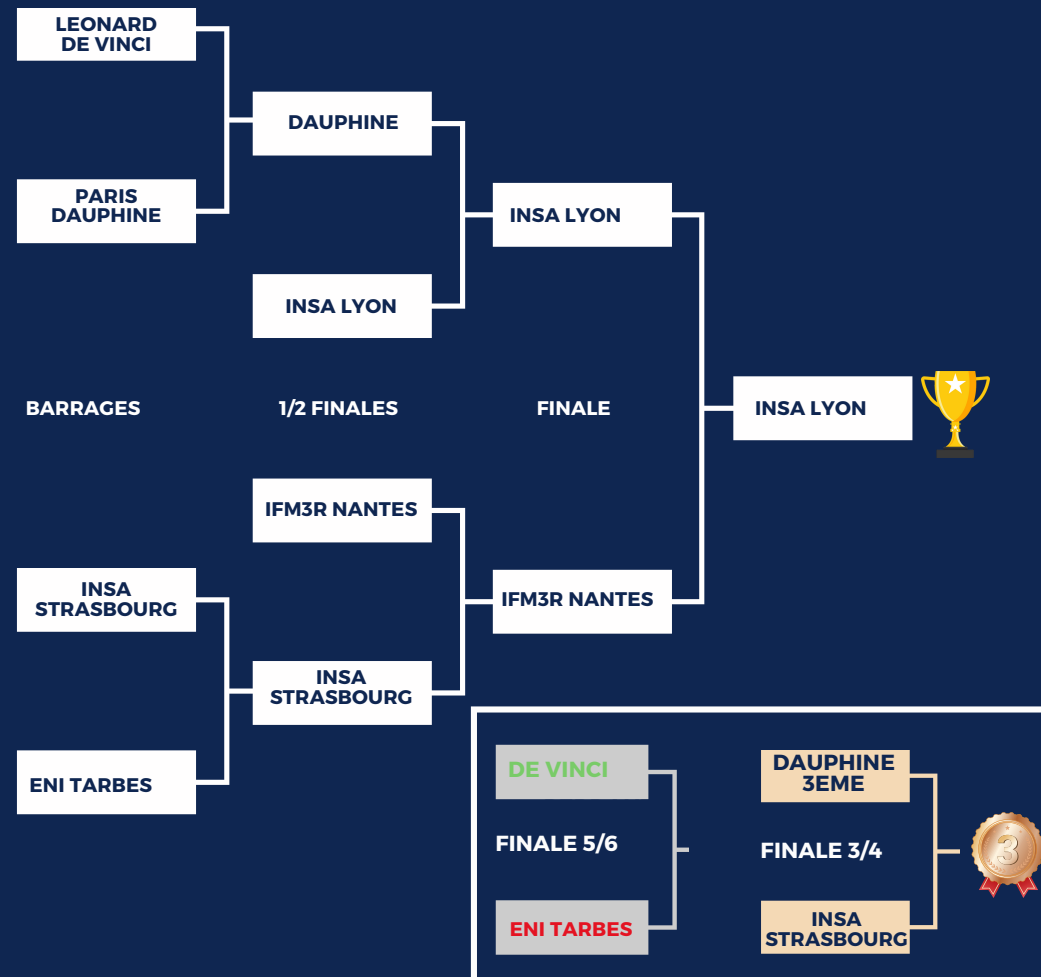 LEONARD
DE VINCI
DAUPHINE
PARIS
DAUPHINE
INSA LYON
INSA LYON
BARRAGES
1/2 FINALES
FINALE
INSA LYON
IFM3R NANTES
INSA
STRASBOURG
IFM3R NANTES
INSA
STRASBOURG
ENI TARBES
DE VINCI
DAUPHINE
3EME
FINALE 5/6
FINALE 3/4
3
ENI TARBES
INSA
STRASBOURG